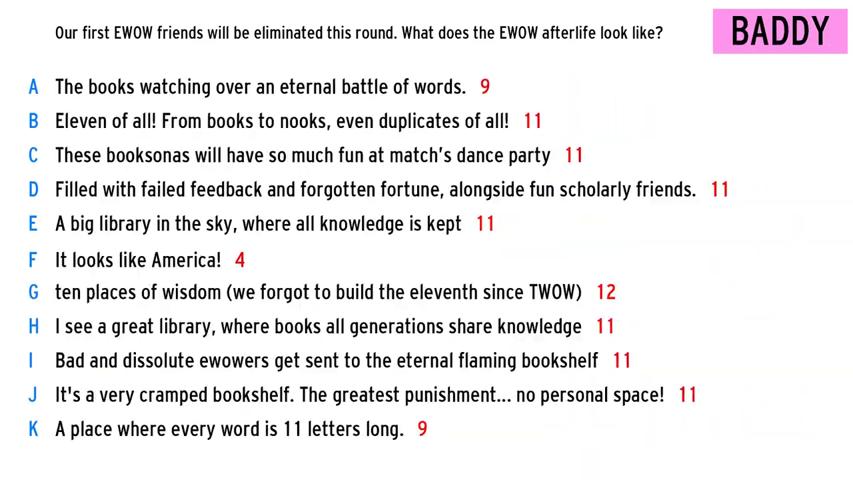 Our first EWOW friends will be eliminated this round. What does the EWOW afterlife look like?
BADDY
A The books watching over an eternal battle of words. 9
B Eleven of all! From books to nooks, even duplicates of all! 11
C These booksonas will have so much fun at match's dance party 11
D Filled with failed feedback and forgotten fortune, alongside fun scholarly friends. 11
E A big library in the sky, where all knowledge is kept 11
F It looks like America! 4
G ten places of wisdom (we forgot to build the eleventh since TWOW) 12
H I see a great library, where books all generations share knowledge 11
I Bad and dissolute ewowers get sent to the eternal flaming bookshelf 11
J It's a very cramped bookshelf. The greatest punishment... no personal space! 11
K A place where every word is 11 letters long. 9